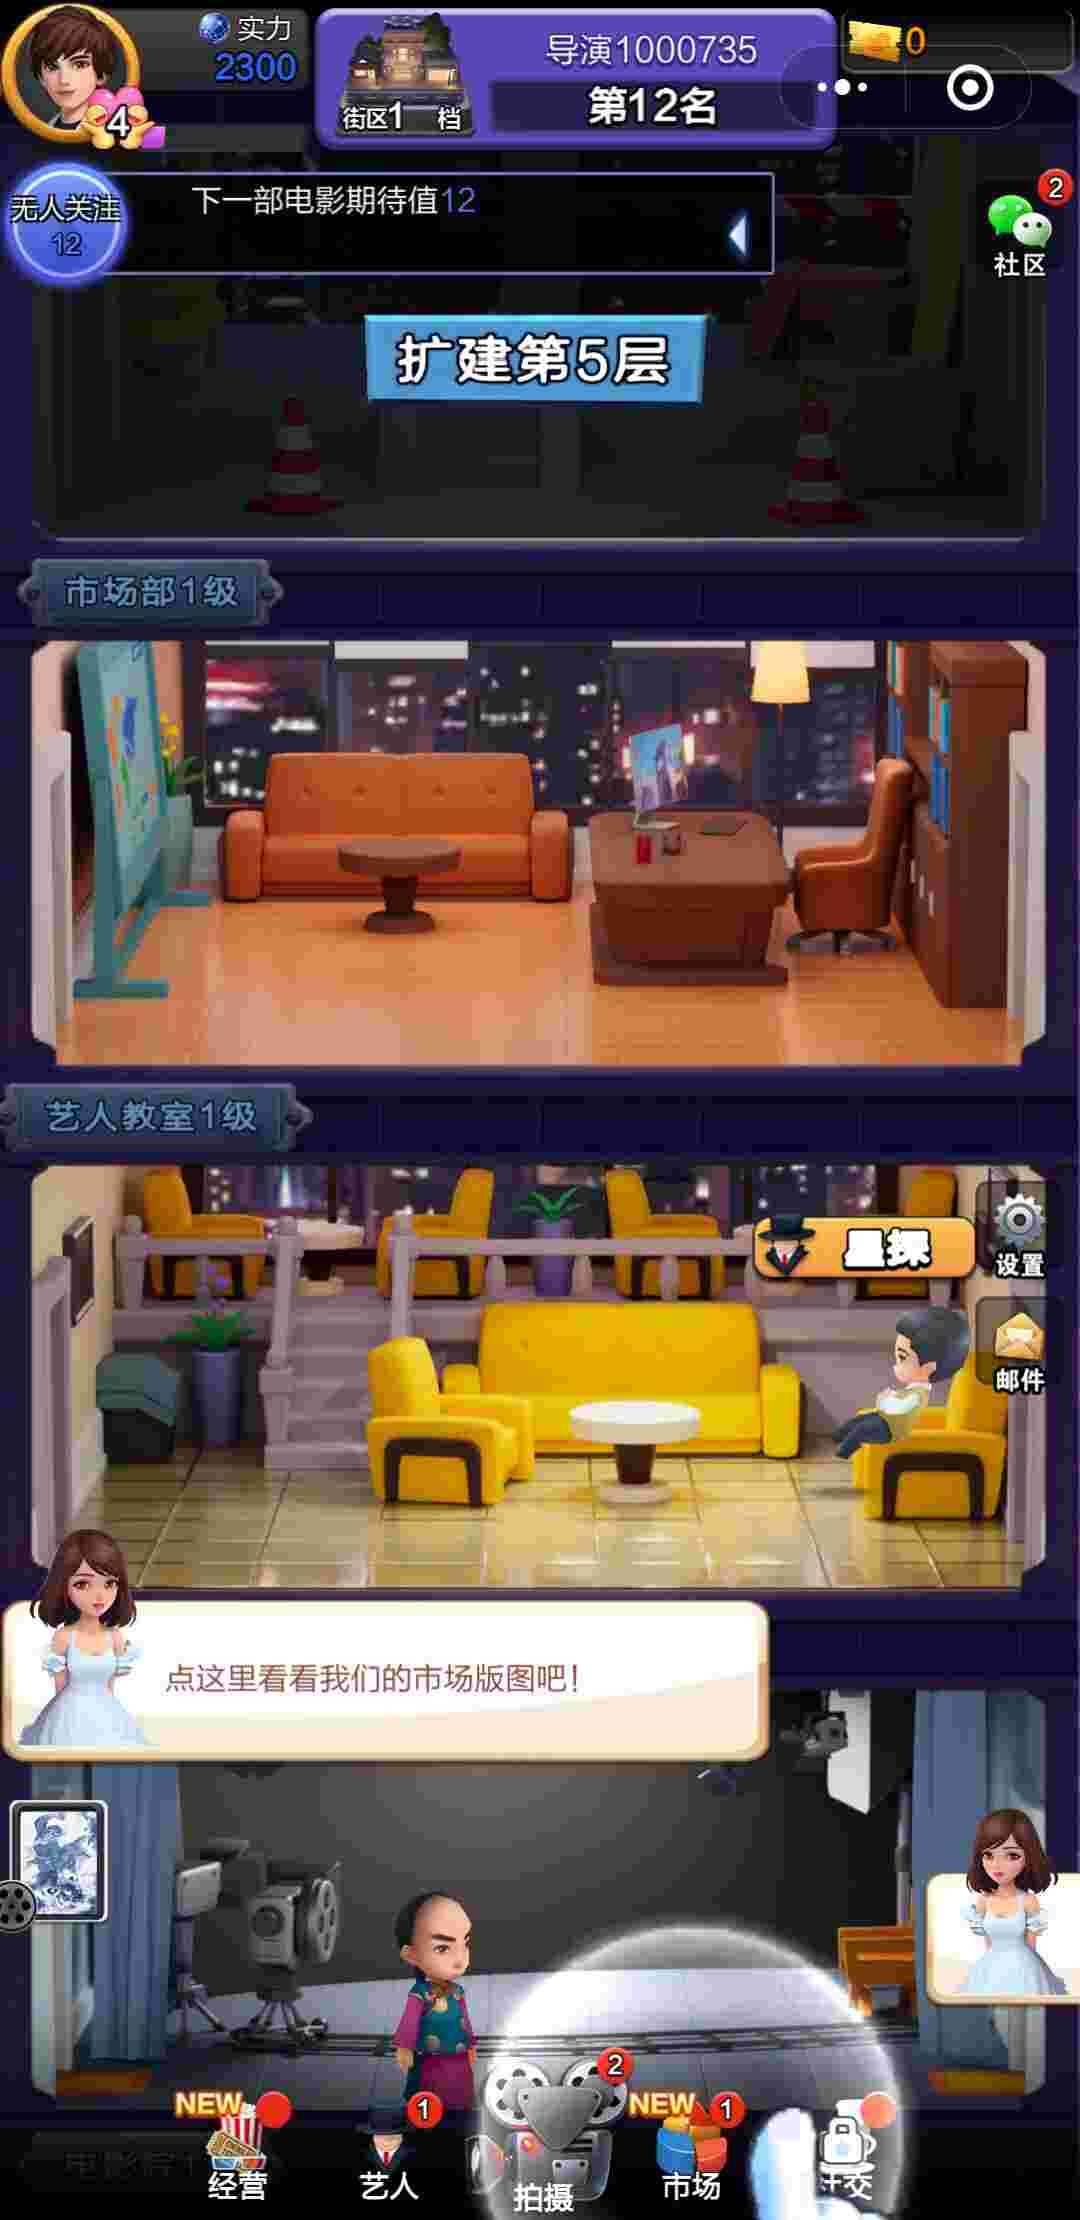 实力
2300
4
街区1 档
导演1000735
第12名
0
无人关注
12
下一部电影期待值12
2
社区
扩建第5层
市场部1级
艺人教室1级
星探
设置
邮件
点这里看看我们的市场版图吧!
NEW
经营
1
艺人
2
拍摄
NEW
1
市场
交